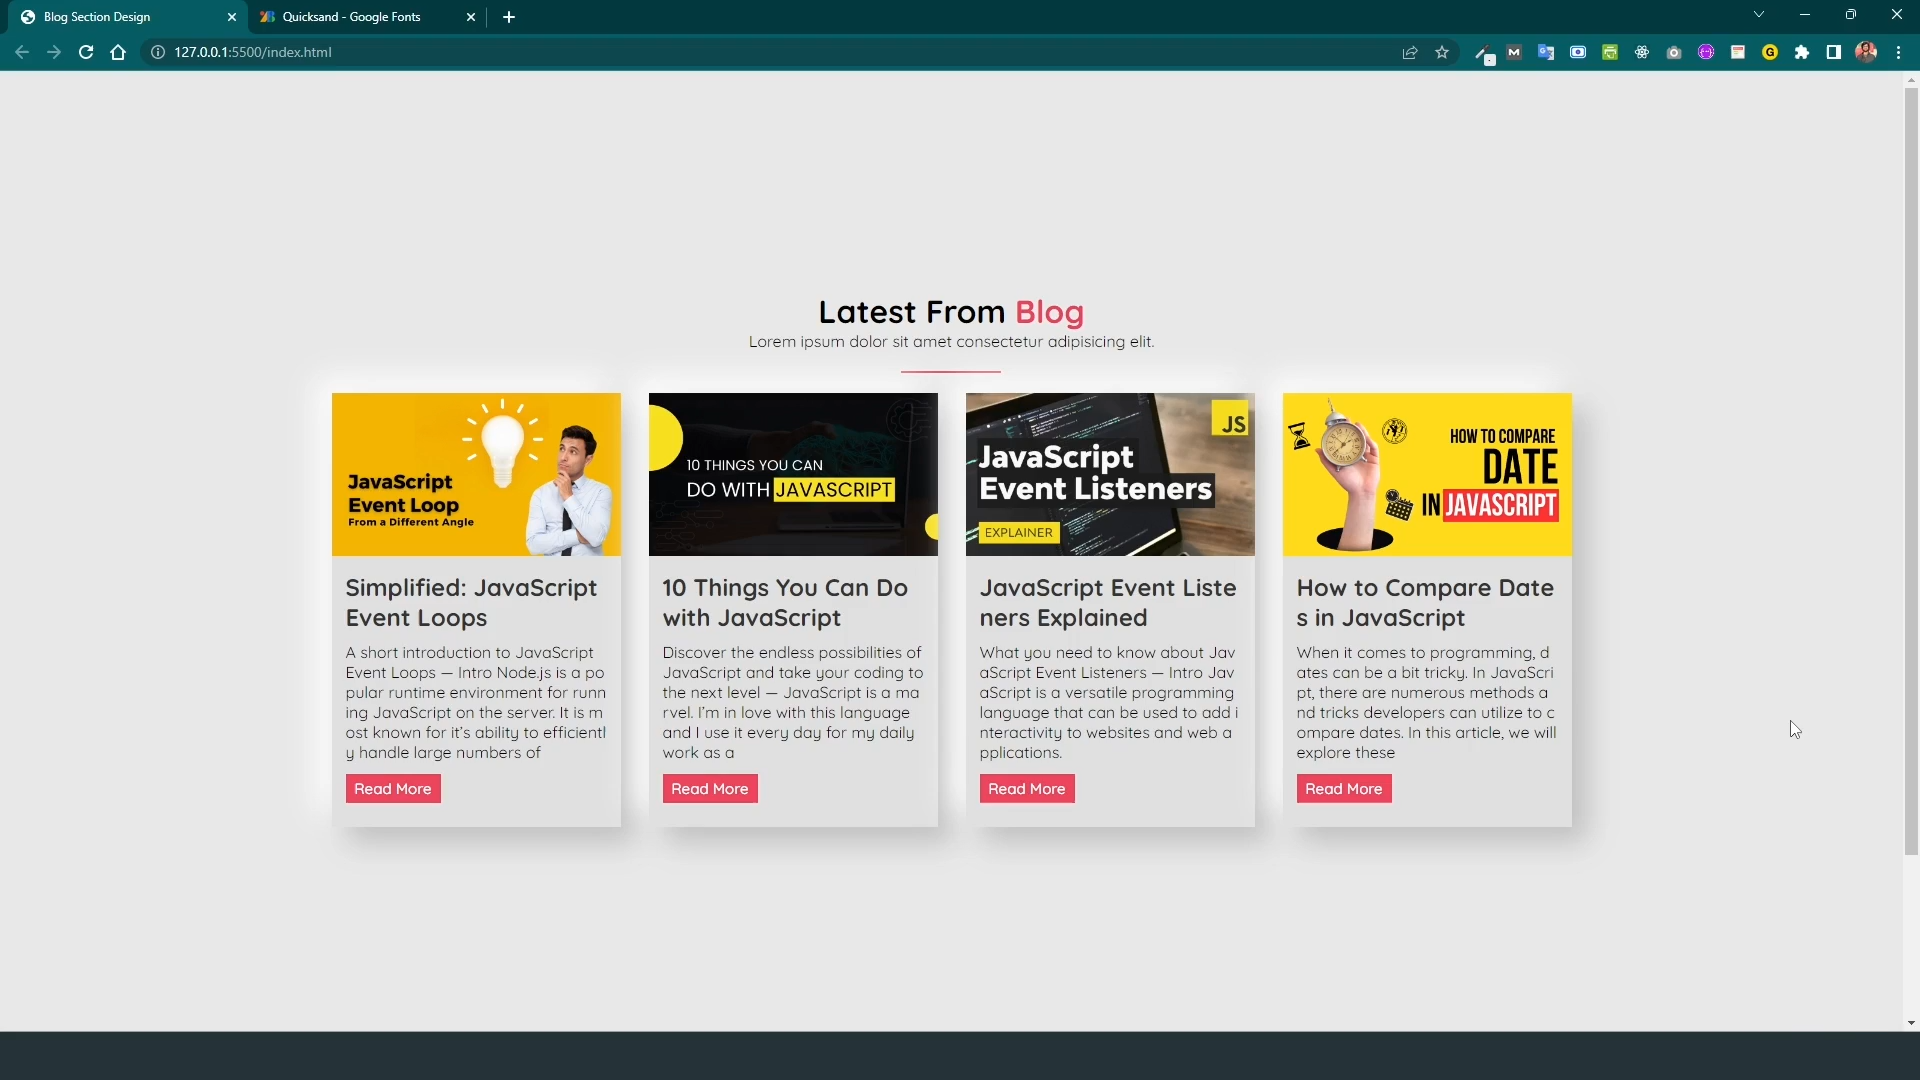 Blog Section Design
Quicksand - Google Fonts
127.0.0.1:5500/index.html
Latest From Blog
Lorem ipsum dolor sit amet consectetur adipisicing elit.
JavaScript
Event Loop
From a Different Angle
Simplified: JavaScript
Event Loops
A short introduction to JavaScript
Event Loops — Intro Node.js is a po
pular runtime environment for runn
ing JavaScript on the server. It is m
ost known for it's ability to efficientl
y handle large numbers of
Read More
10 THINGS YOU CAN
DO WITH JAVASCRIPT
10 Things You Can Do
with JavaScript
Discover the endless possibilities of
JavaScript and take your coding to
the next level — JavaScript is a ma
rvel. I'm in love with this language
and I use it every day for my daily
work as a
Read More
JS
JavaScript
Event Listeners
EXPLAINER
JavaScript Event Liste
ners Explained
What you need to know about Jav
aScript Event Listeners — Intro Jav
aScript is a versatile programming
language that can be used to add i
nteractivity to websites and web a
pplications.
Read More
HOW TO COMPARE
DATE
IN JAVASCRIPT
How to Compare Date
s in JavaScript
When it comes to programming, d
ates can be a bit tricky. In JavaScri
pt, there are numerous methods a
nd tricks developers can utilize to c
ompare dates. In this article, we will
explore these
Read More